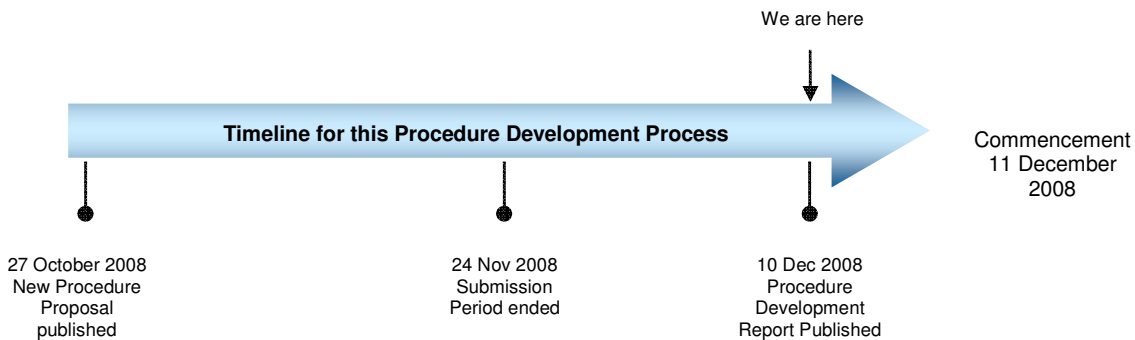 We are here
Timeline for this Procedure Development Process
Commencement
11 December
2008
27 October 2008
New Procedure
Proposal
published
24 Nov 2008
Submission
Period ended
10 Dec 2008
Procedure
Development
Report Published